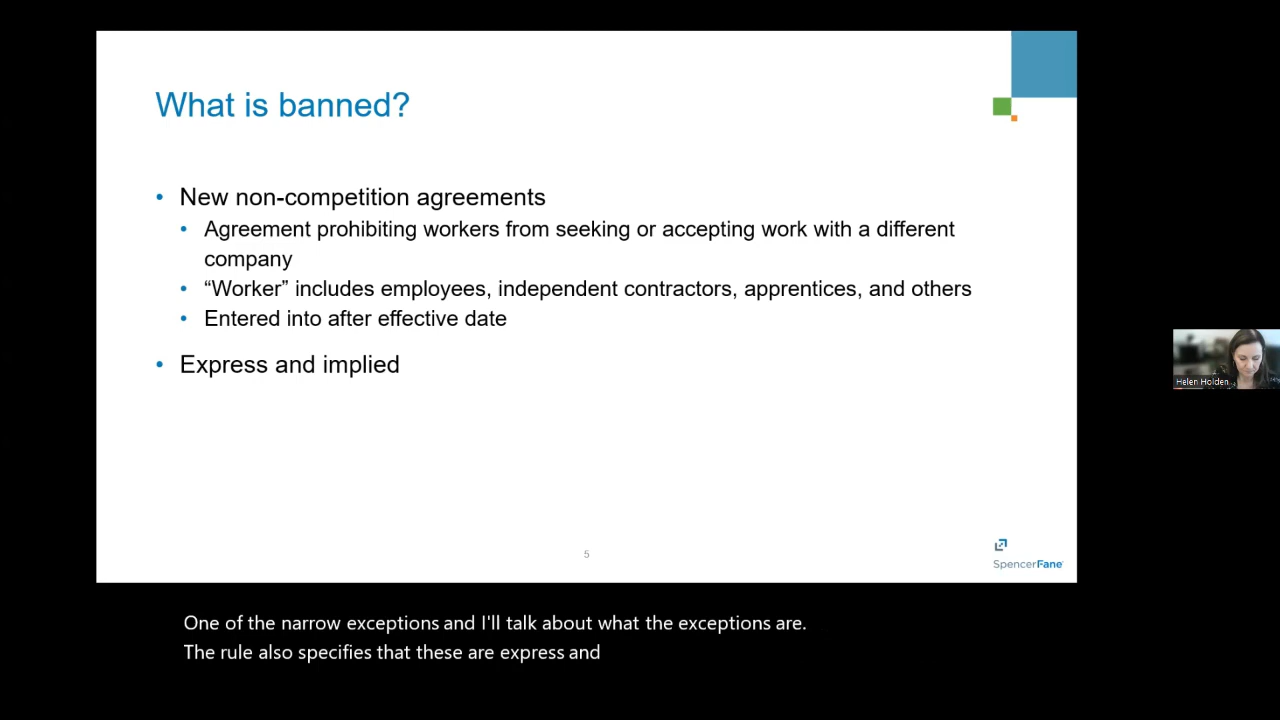 What is banned?
• New non-competition agreements
• Agreement prohibiting workers from seeking or accepting work with a different
company
• “Worker” includes employees, independent contractors, apprentices, and others
• Entered into after effective date
• Express and implied
Helen Holden
5
SpencerFane
One of the narrow exceptions and I'll talk about what the exceptions are.
The rule also specifies that these are express and